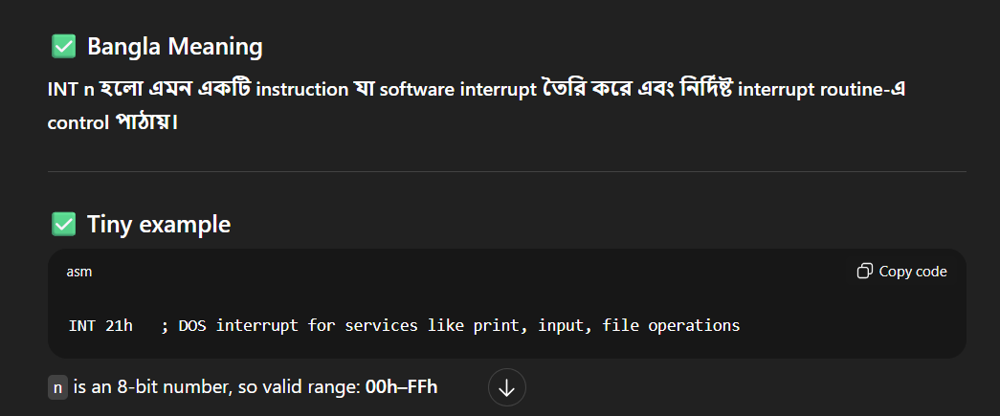 ✅ Bangla Meaning
INT n হলো এমন একটি instruction যা software interrupt তৈরি করে এবং নির্দিষ্ট interrupt routine-এ
control পাঠায়।
✅ Tiny example
asm
Copy code
INT 21h   ; DOS interrupt for services like print, input, file operations
n is an 8-bit number, so valid range: 00h–FFh